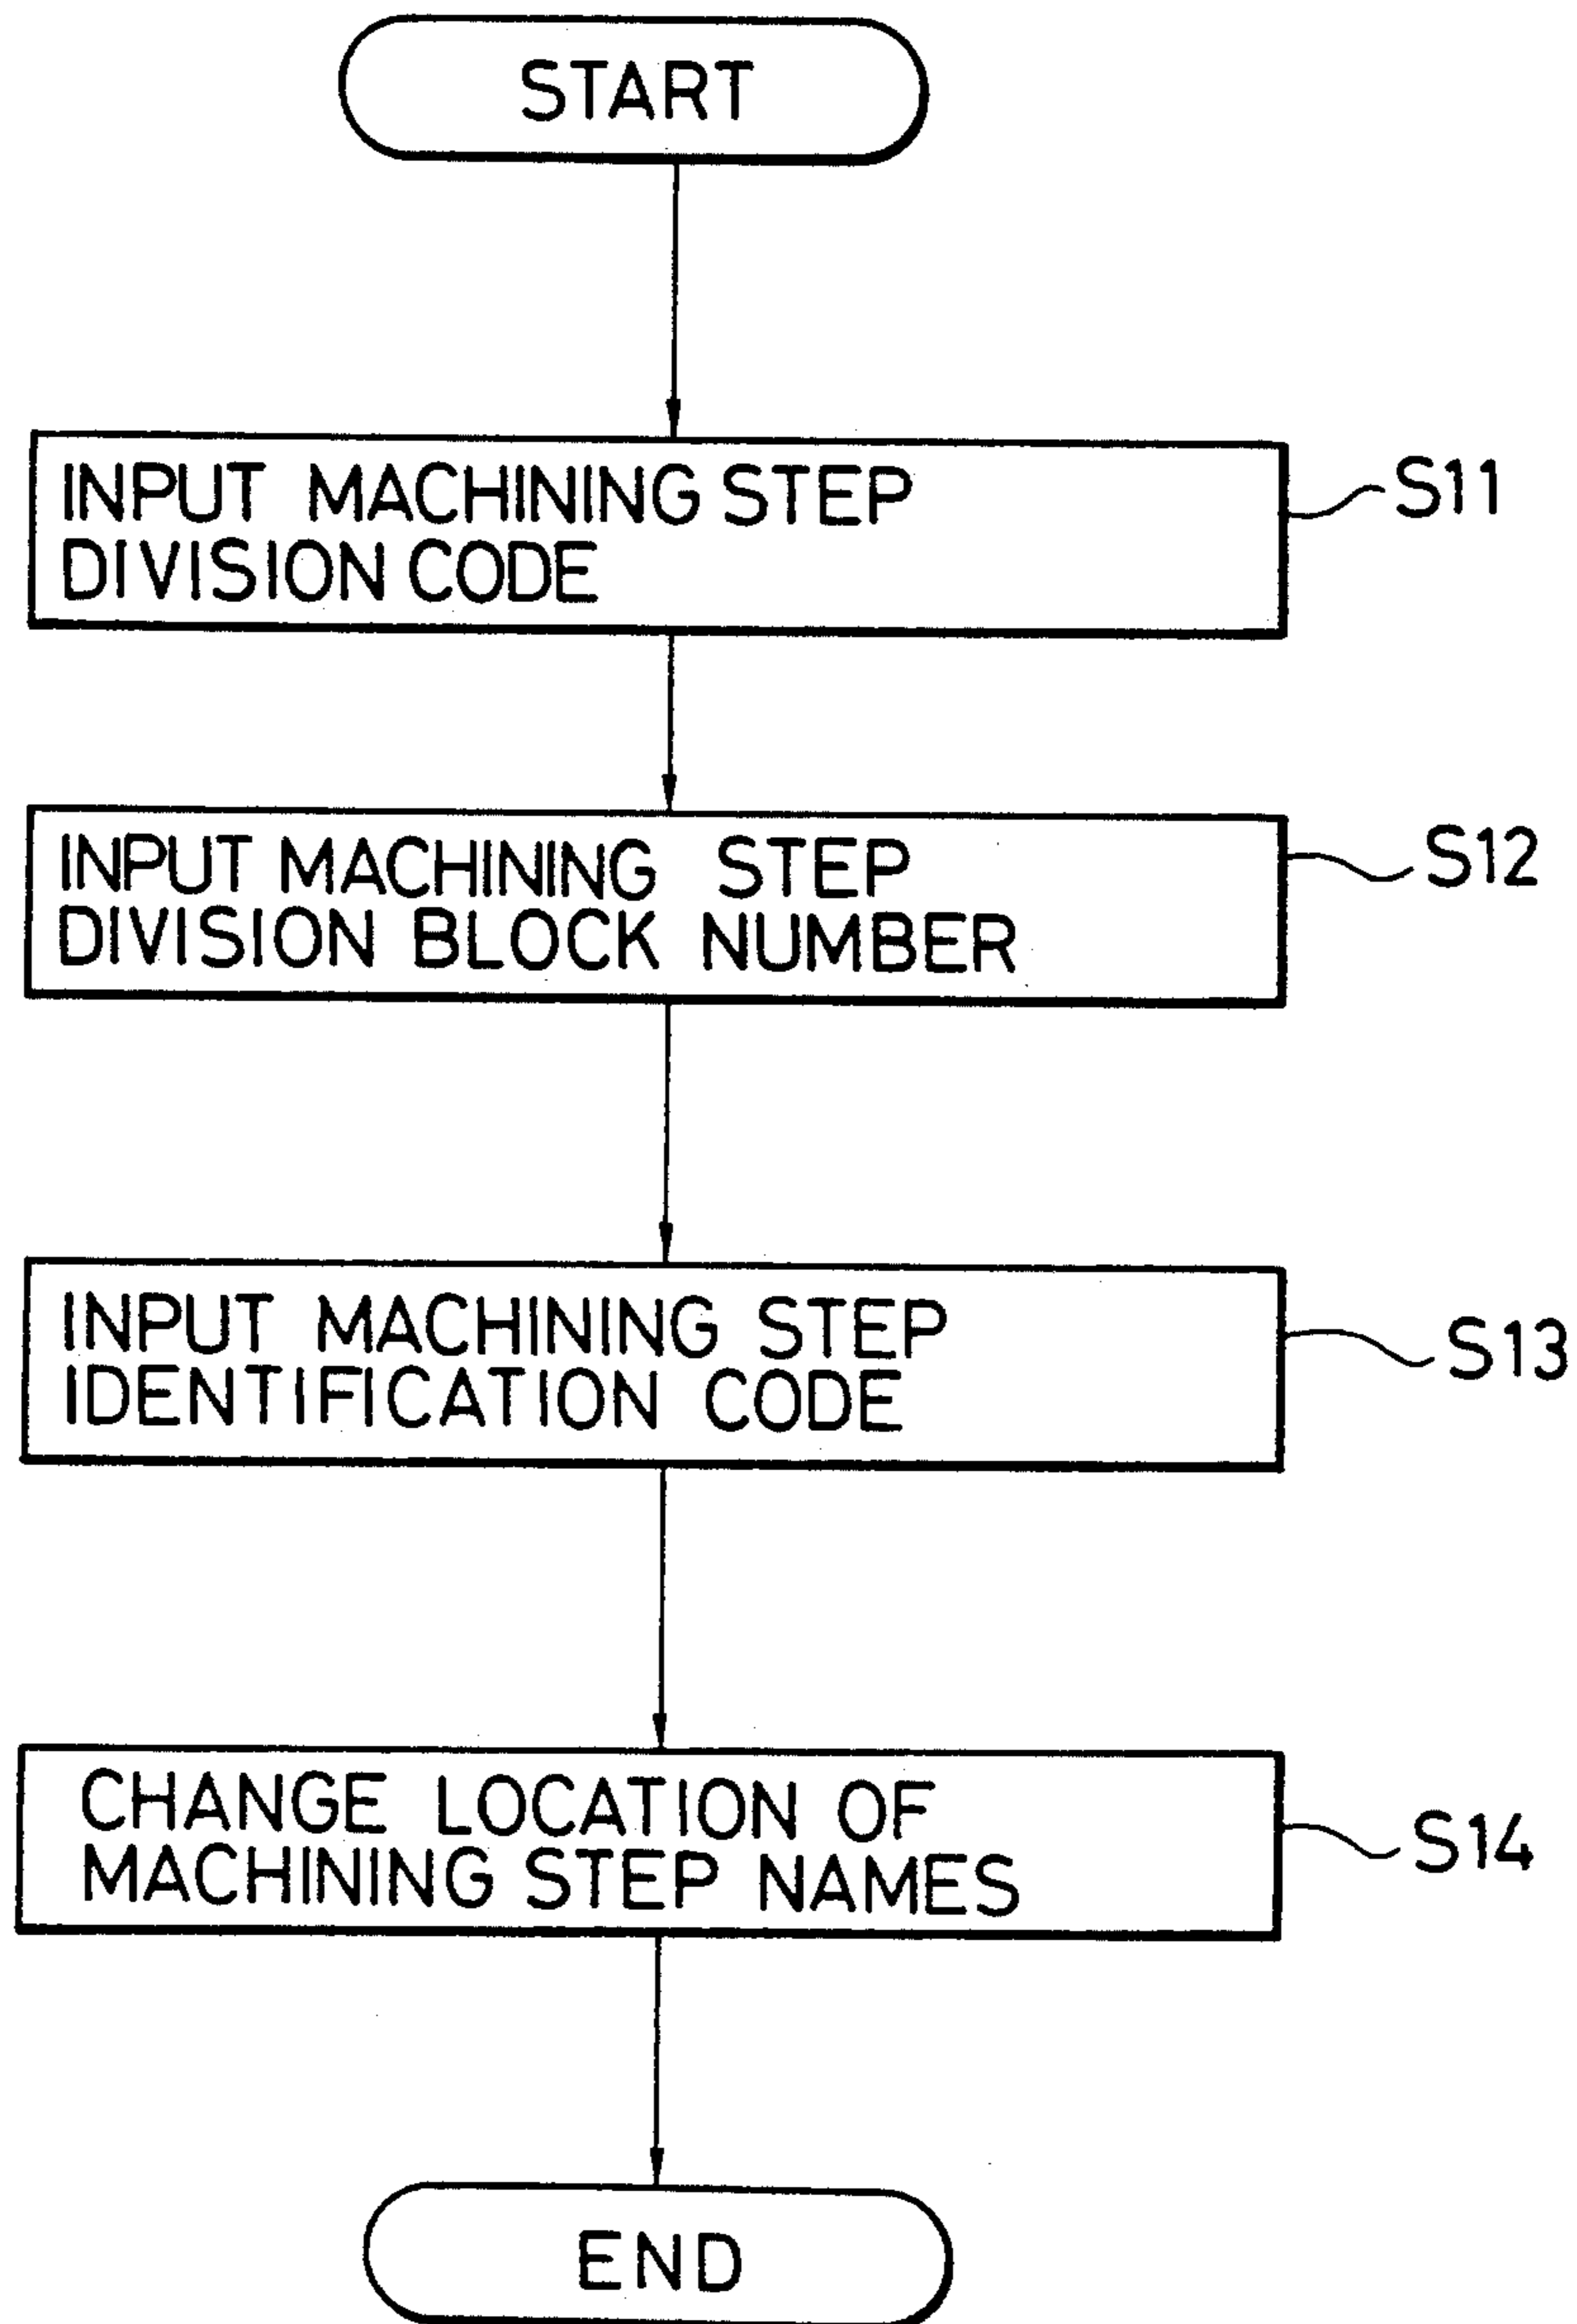 START
INPUT MACHINING STEP
DIVISION CODE
S11
INPUT MACHINING STEP
DIVISION BLOCK NUMBER
S12
INPUT MACHINING STEP
IDENTIFICATION CODE
S13
CHANGE LOCATION OF
MACHINING STEP NAMES
S14
END